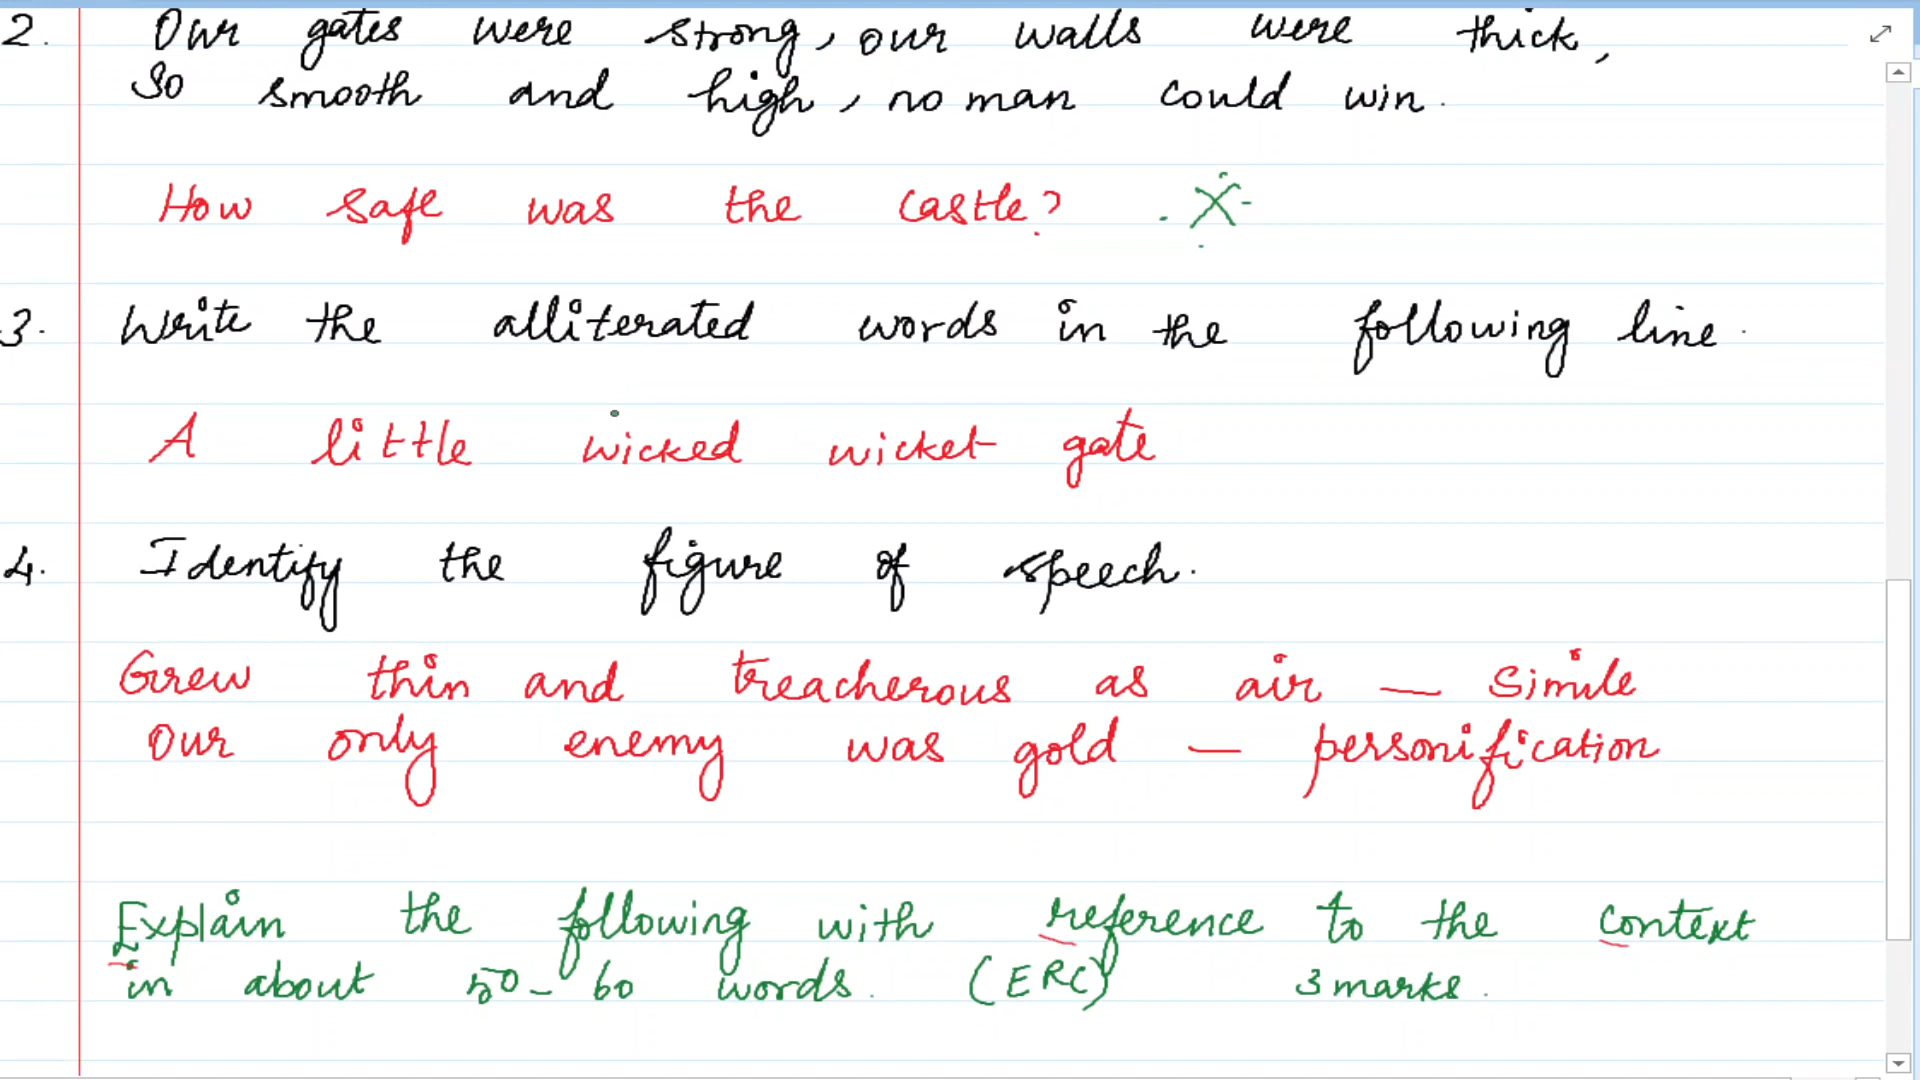 2. Our gates were strong, our walls were thick,
So smooth and high, no man could win.
How safe was the castle? X
3. Write the alliterated words in the following line.
A little wicked wicket gate
4. Identify the figure of speech.
Grew thin and treacherous as air — Simile
Our only enemy was gold — personification
Explain the following with reference to the context
in about 50-60 words. (ERC) 3 marks.